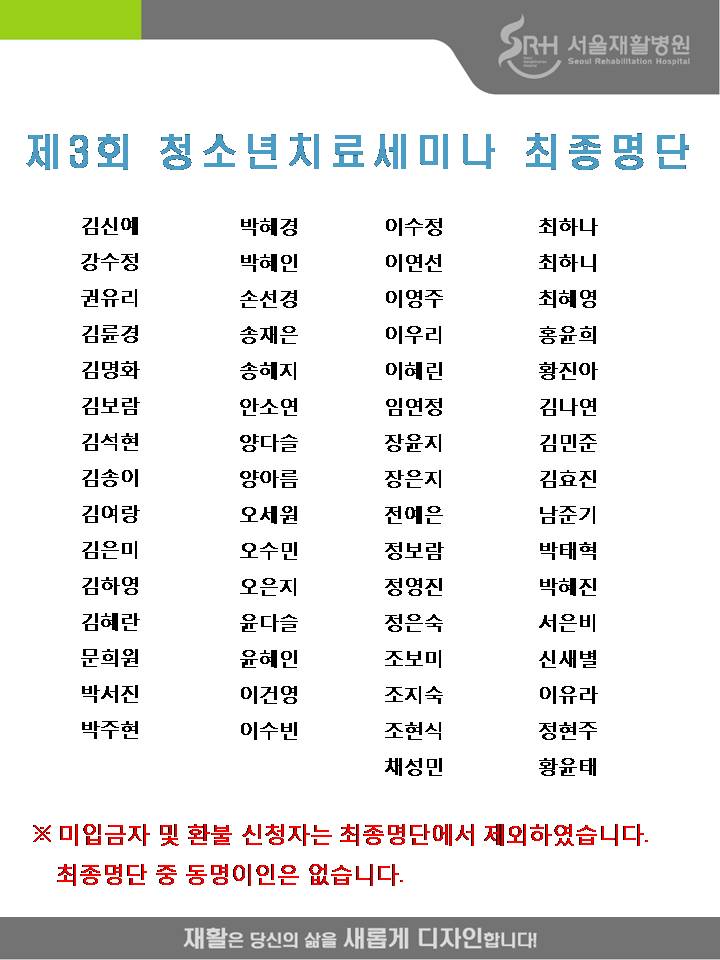 SRH 서울재활병원
Seoul Rehabilitation Hospital
제3회 청소년치료세미나 최종명단
김신예 박혜경 이수정 최하나
강수정 박혜인 이연선 최하니
권유리 손선경 이영주 최혜영
김륜경 송재은 이우리 홍윤희
김명화 송혜지 이혜린 황진아
김보람 안소연 임연정 김나연
김석현 양다슬 장윤지 김민준
김송이 양아름 장은지 김효진
김여랑 오세원 전예은 남준기
김은미 오수민 정보람 박태혁
김하영 오은지 정영진 박혜진
김혜란 윤다슬 정은숙 서은비
문희원 윤혜인 조보미 신새별
박서진 이건영 조지숙 이유라
박주현 이수빈 조현식 정현주
채성민 황윤태
※ 미입금자 및 환불 신청자는 최종명단에서 제외하였습니다.
최종명단 중 동명이인은 없습니다.
재활은 당신의 삶을 새롭게 디자인합니다!